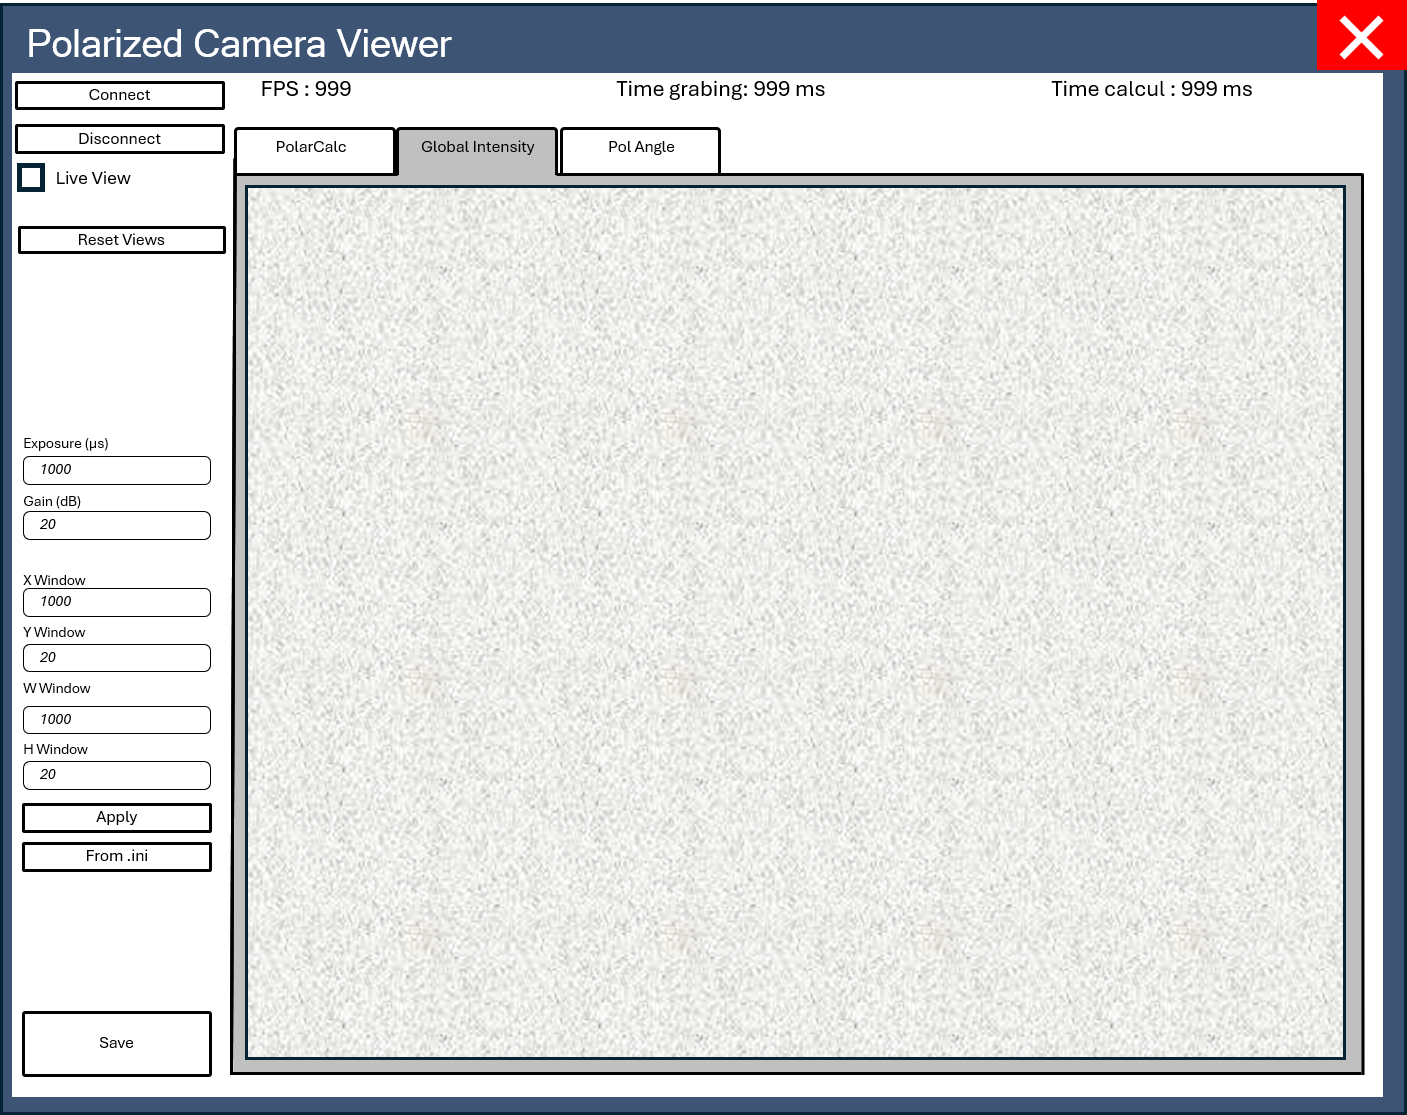 Polarized Camera Viewer
Connect
FPS : 999
Time grabing: 999 ms
Time calcul : 999 ms
Disconnect
PolarCalc
Global Intensity
Pol Angle
Live View
Reset Views
Exposure (µs)
1000
Gain (dB)
20
X Window
1000
Y Window
20
W Window
1000
H Window
20
Apply
From .ini
Save